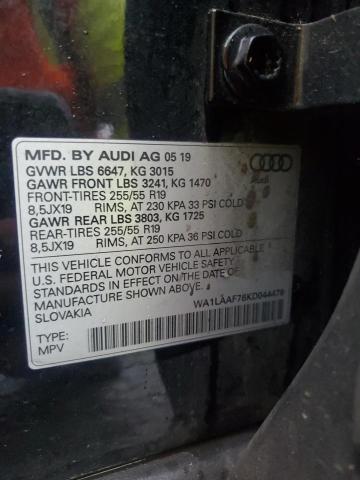 MFD. BY AUDI AG 05 19
GVWR LBS 6647, KG 3015
GAWR FRONT LBS 3241, KG 1470
FRONT-TIRES 255/55 R19
8,5JX19 RIMS, AT 230 KPA 33 PSI COLD
GAWR REAR LBS 3803, KG 1725
REAR-TIRES 255/55 R19
8,5JX19 RIMS, AT 250 KPA 36 PSI COLD
Audi
THIS VEHICLE CONFORMS TO ALL APPLICABLE
U.S. FEDERAL MOTOR VEHICLE SAFETY
STANDARDS IN EFFECT ON THE DATE OF
MANUFACTURE SHOWN ABOVE.
SLOVAKIA
WA1LAAF76KD044479
TYPE:
MPV